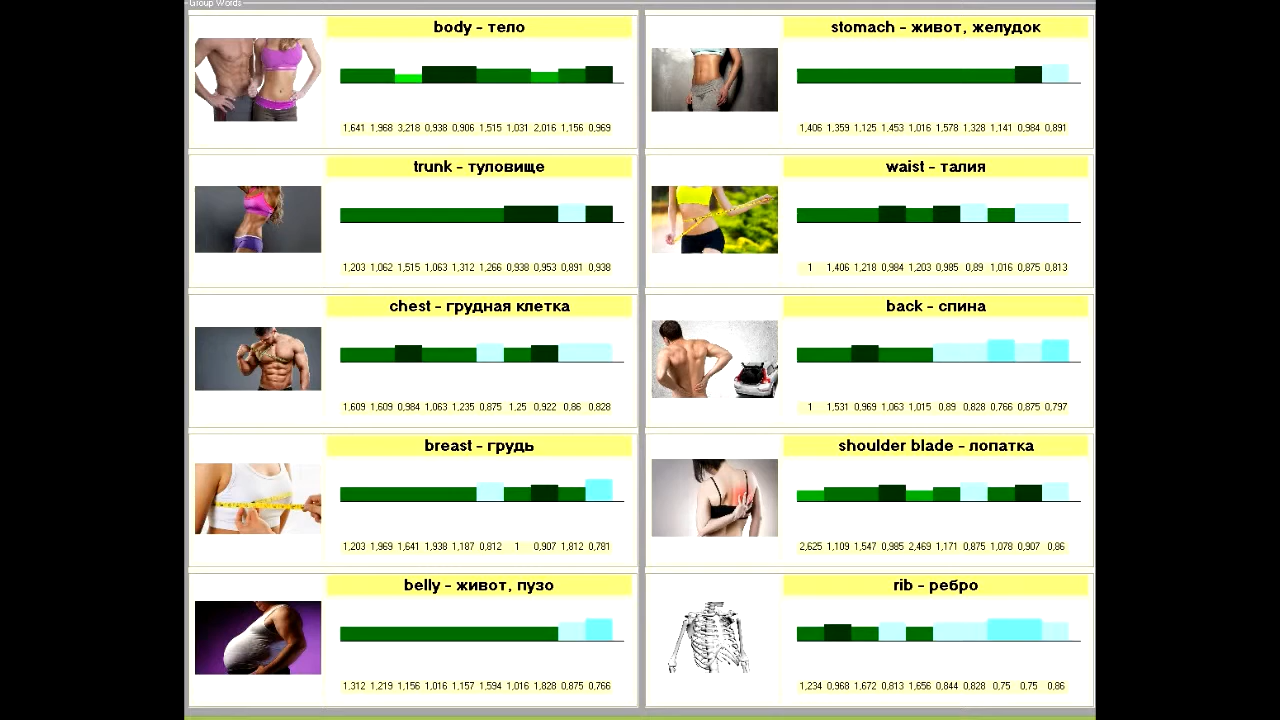 Group Words
body - тело
1,641 1,968 3,218 0,938 0,906 1,515 1,031 2,016 1,156 0,969
stomach - живот, желудок
1,406 1,359 1,125 1,453 1,016 1,578 1,328 1,141 0,984 0,891
trunk - туловище
1,203 1,062 1,515 1,063 1,312 1,266 0,938 0,953 0,891 0,938
waist - талия
1 1,406 1,218 0,984 1,203 0,985 0,89 1,016 0,875 0,813
chest - грудная клетка
1,609 1,609 0,984 1,063 1,235 0,875 1,25 0,922 0,86 0,828
back - спина
1 1,531 0,969 1,063 1,015 0,89 0,828 0,766 0,875 0,797
breast - грудь
1,203 1,969 1,641 1,938 1,187 0,812 1 0,907 1,812 0,781
shoulder blade - лопатка
2,625 1,109 1,547 0,985 2,469 1,171 0,875 1,078 0,907 0,86
belly - живот, пузо
1,312 1,219 1,156 1,016 1,157 1,594 1,016 1,828 0,875 0,766
rib - ребро
1,234 0,968 1,672 0,813 1,656 0,844 0,828 0,75 0,75 0,86